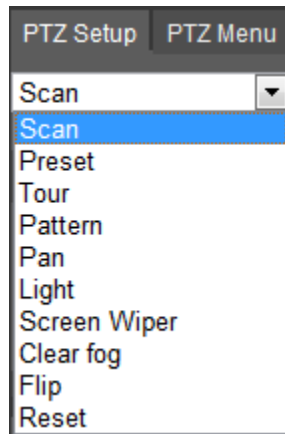 PTZ Setup PTZ Menu
Scan
Scan
Preset
Tour
Pattern
Pan
Light
Screen Wiper
Clear fog
Flip
Reset